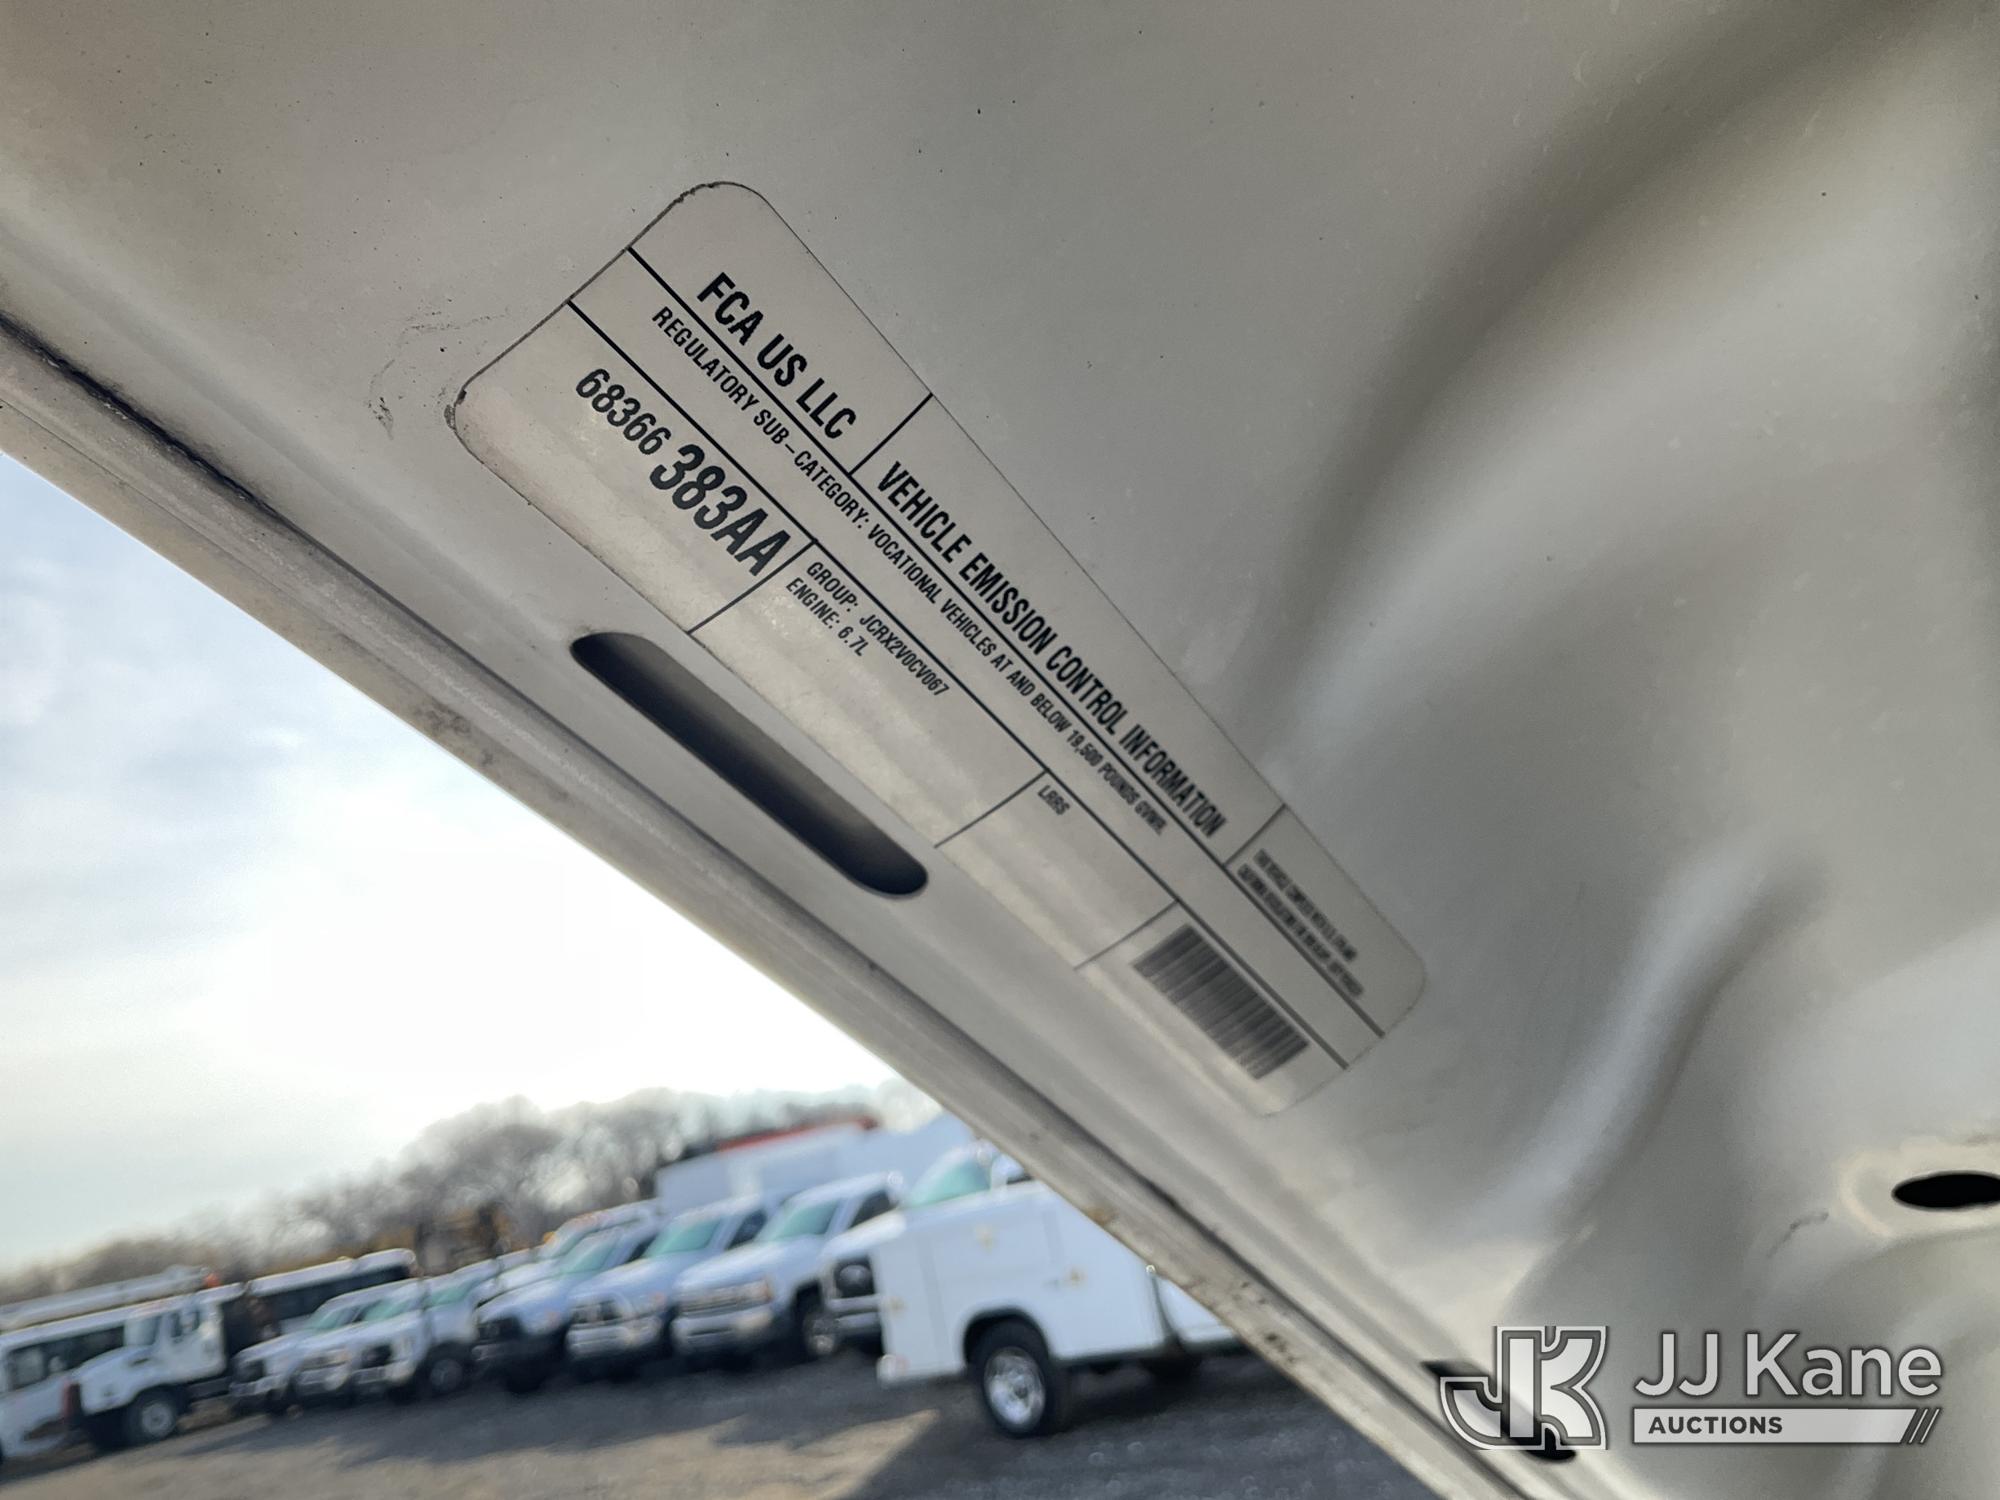 FCA US LLC
VEHICLE EMISSION CONTROL INFORMATION
REGULATORY SUB-CATEGORY: VOCATIONAL VEHICLES AT AND BELOW 19,500 POUNDS GVWR.
68366 383AA
GROUP: JCRX2V0CV067
ENGINE: 6.7L
LRRS
JJ Kane
AUCTIONS